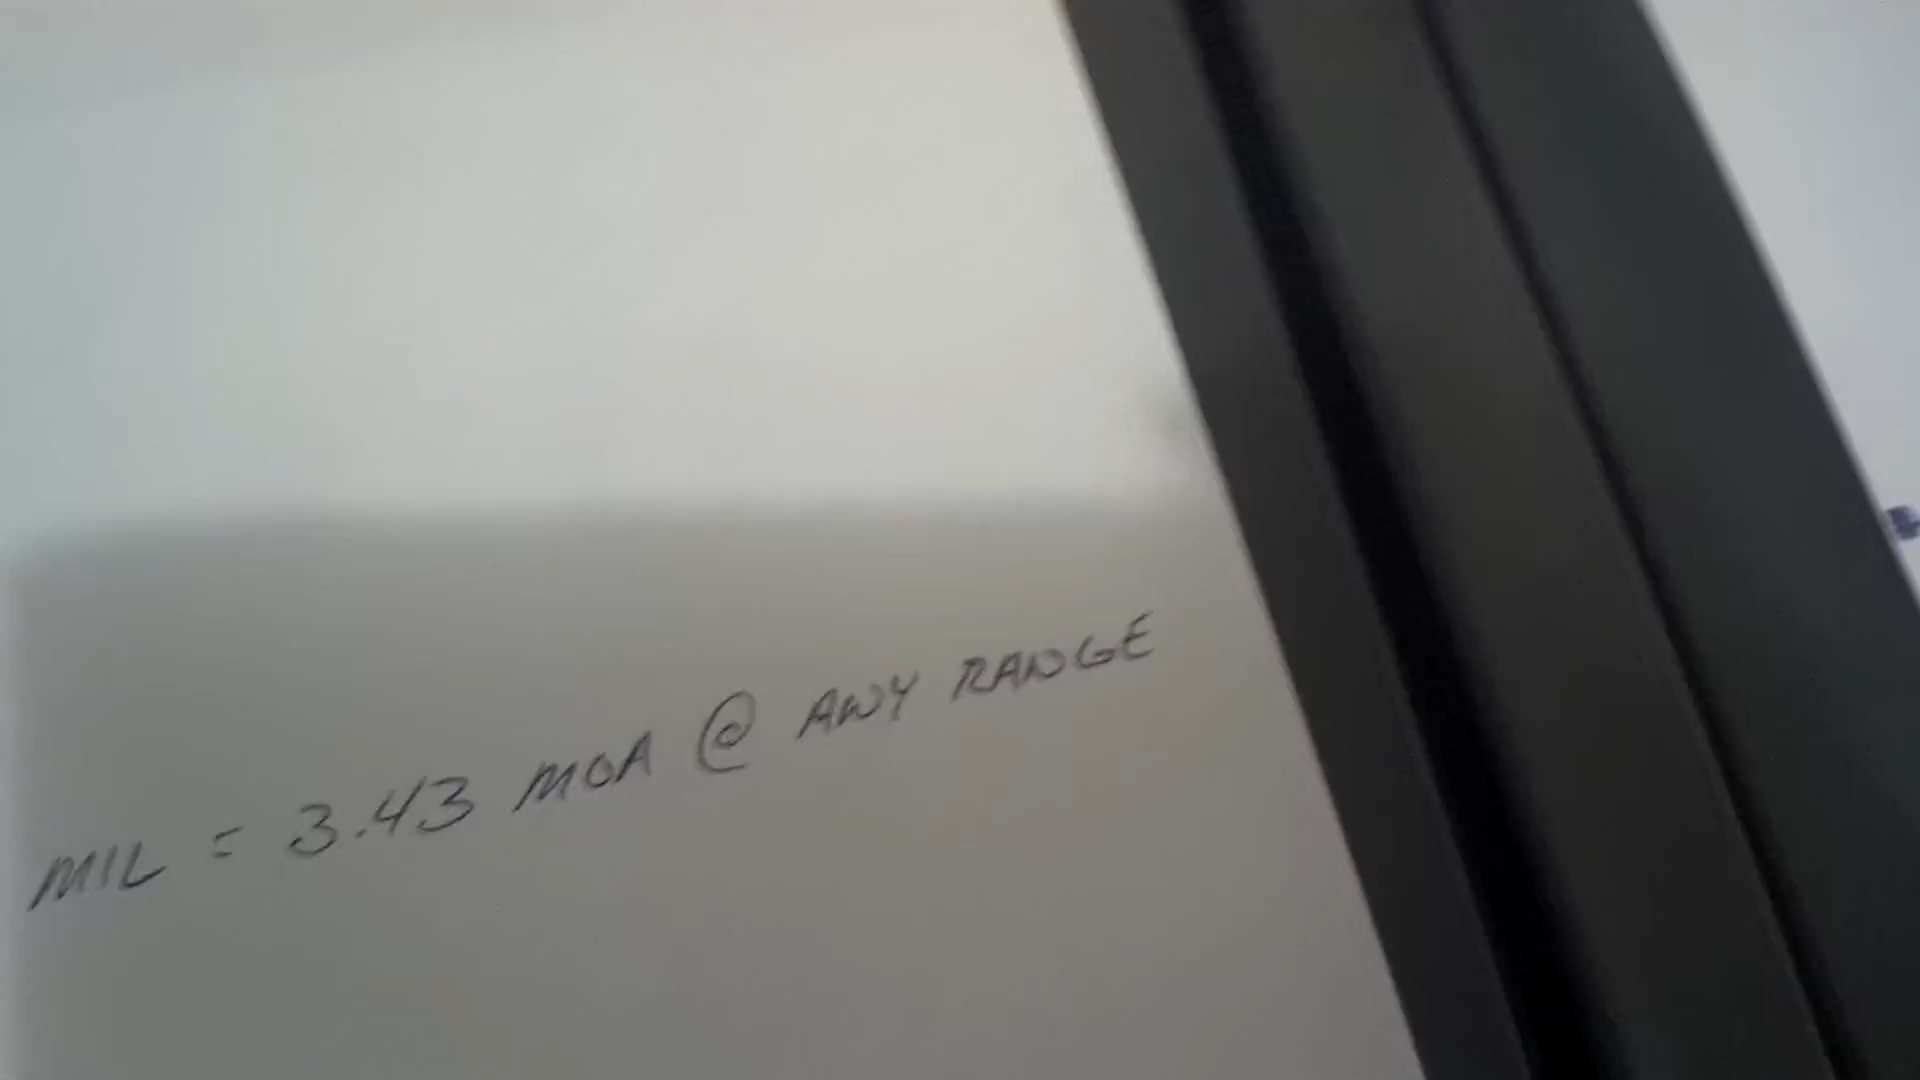 MIL = 3.43 MOA @ ANY RANGE